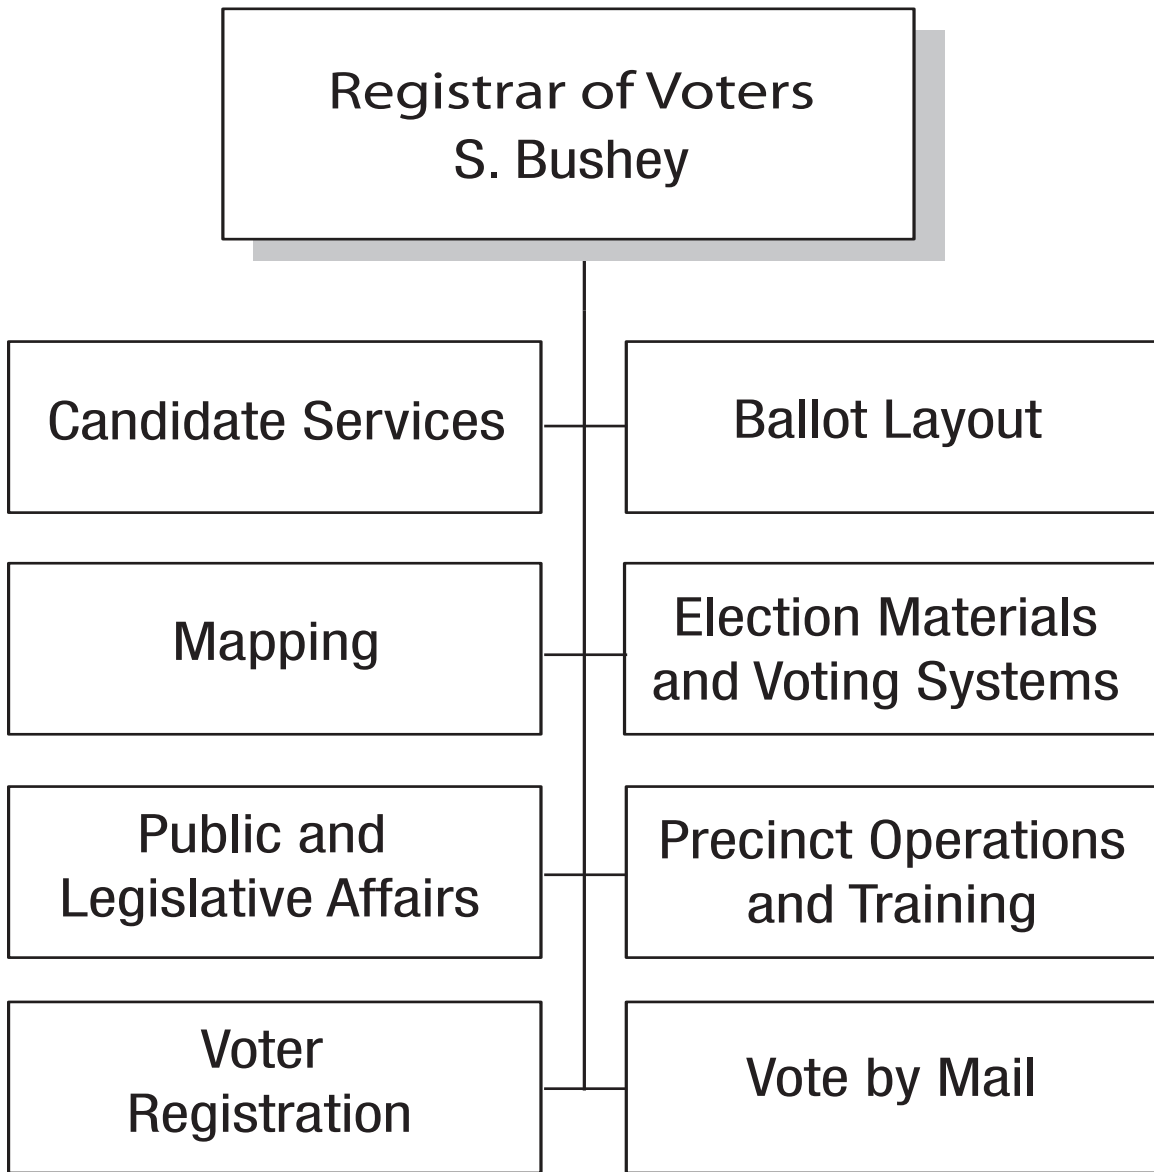 Registrar of Voters
S. Bushey
Candidate Services
Ballot Layout
Mapping
Election Materials
and Voting Systems
Public and
Legislative Affairs
Precinct Operations
and Training
Voter
Registration
Vote by Mail